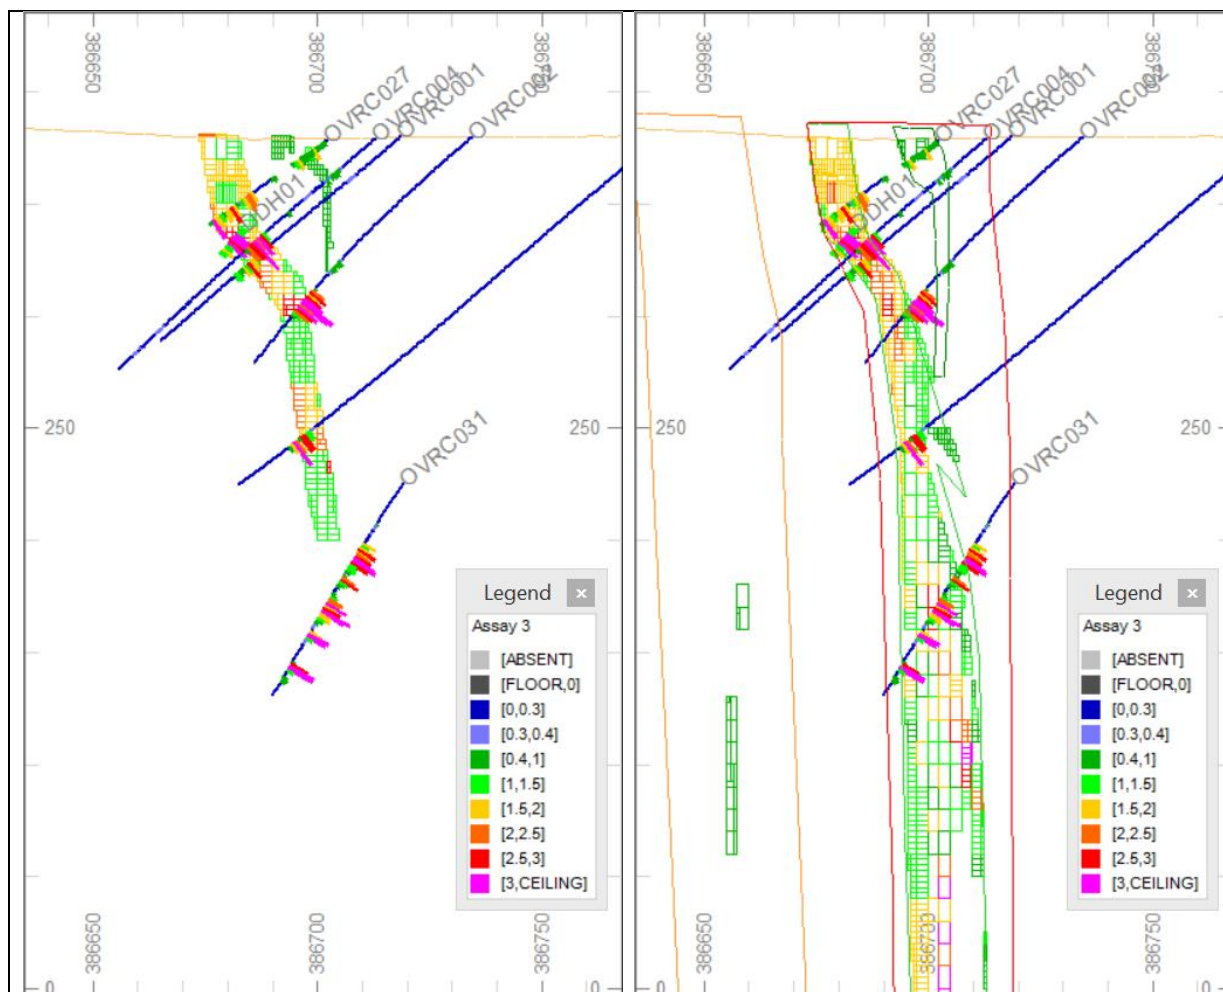 386650
386700
386750
OVRC027
OVRC004
OVRC001
OVRC002
DDH01
250
250
OVRC031
Legend
×
Assay 3
[ABSENT]
[FLOOR,0]
[0,0.3]
[0.3,0.4]
[0.4,1]
[1,1.5]
[1.5,2]
[2,2.5]
[2.5,3]
[3,CEILING]
386650
386700
386750
0
0
386650
386700
386750
OVRC027
OVRC004
OVRC001
OVRC002
DDH01
250
250
OVRC031
Legend
×
Assay 3
[ABSENT]
[FLOOR,0]
[0,0.3]
[0.3,0.4]
[0.4,1]
[1,1.5]
[1.5,2]
[2,2.5]
[2.5,3]
[3,CEILING]
386650
386700
386750
0
0